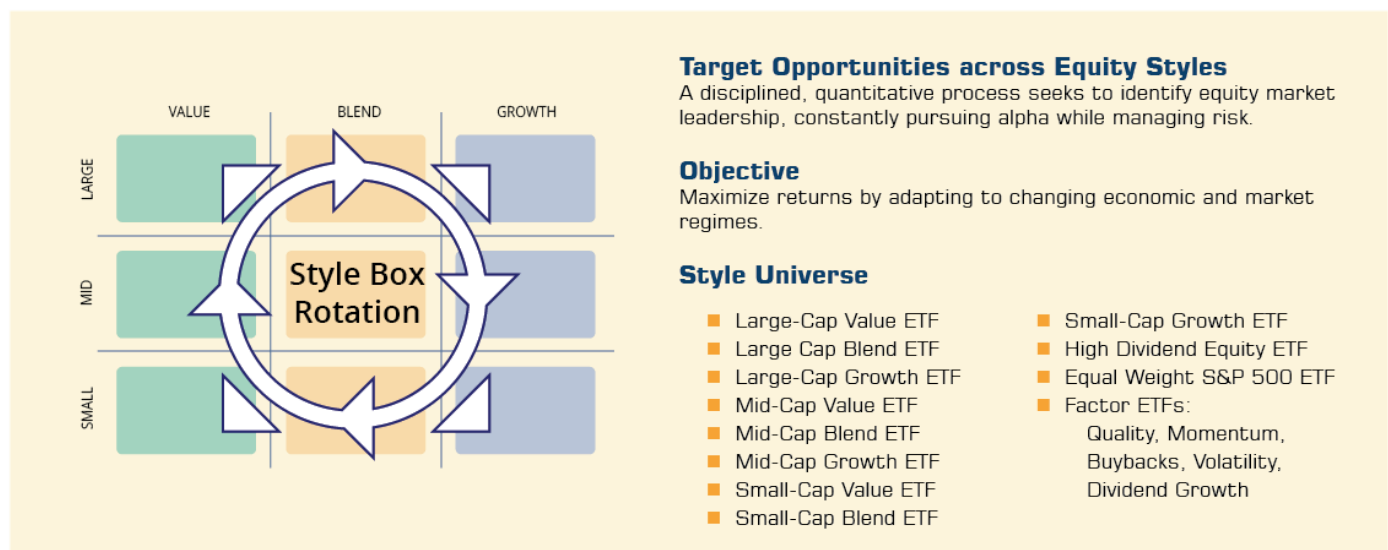 VALUE
BLEND
GROWTH
LARGE
MID
SMALL
Style Box
Rotation
Target Opportunities across Equity Styles
A disciplined, quantitative process seeks to identify equity market
leadership, constantly pursuing alpha while managing risk.
Objective
Maximize returns by adapting to changing economic and market
regimes.
Style Universe
Large-Cap Value ETF
Large Cap Blend ETF
Large-Cap Growth ETF
Mid-Cap Value ETF
Mid-Cap Blend ETF
Mid-Cap Growth ETF
Small-Cap Value ETF
Small-Cap Blend ETF
Small-Cap Growth ETF
High Dividend Equity ETF
Equal Weight S&P 500 ETF
Factor ETFs:
Quality, Momentum,
Buybacks, Volatility,
Dividend Growth